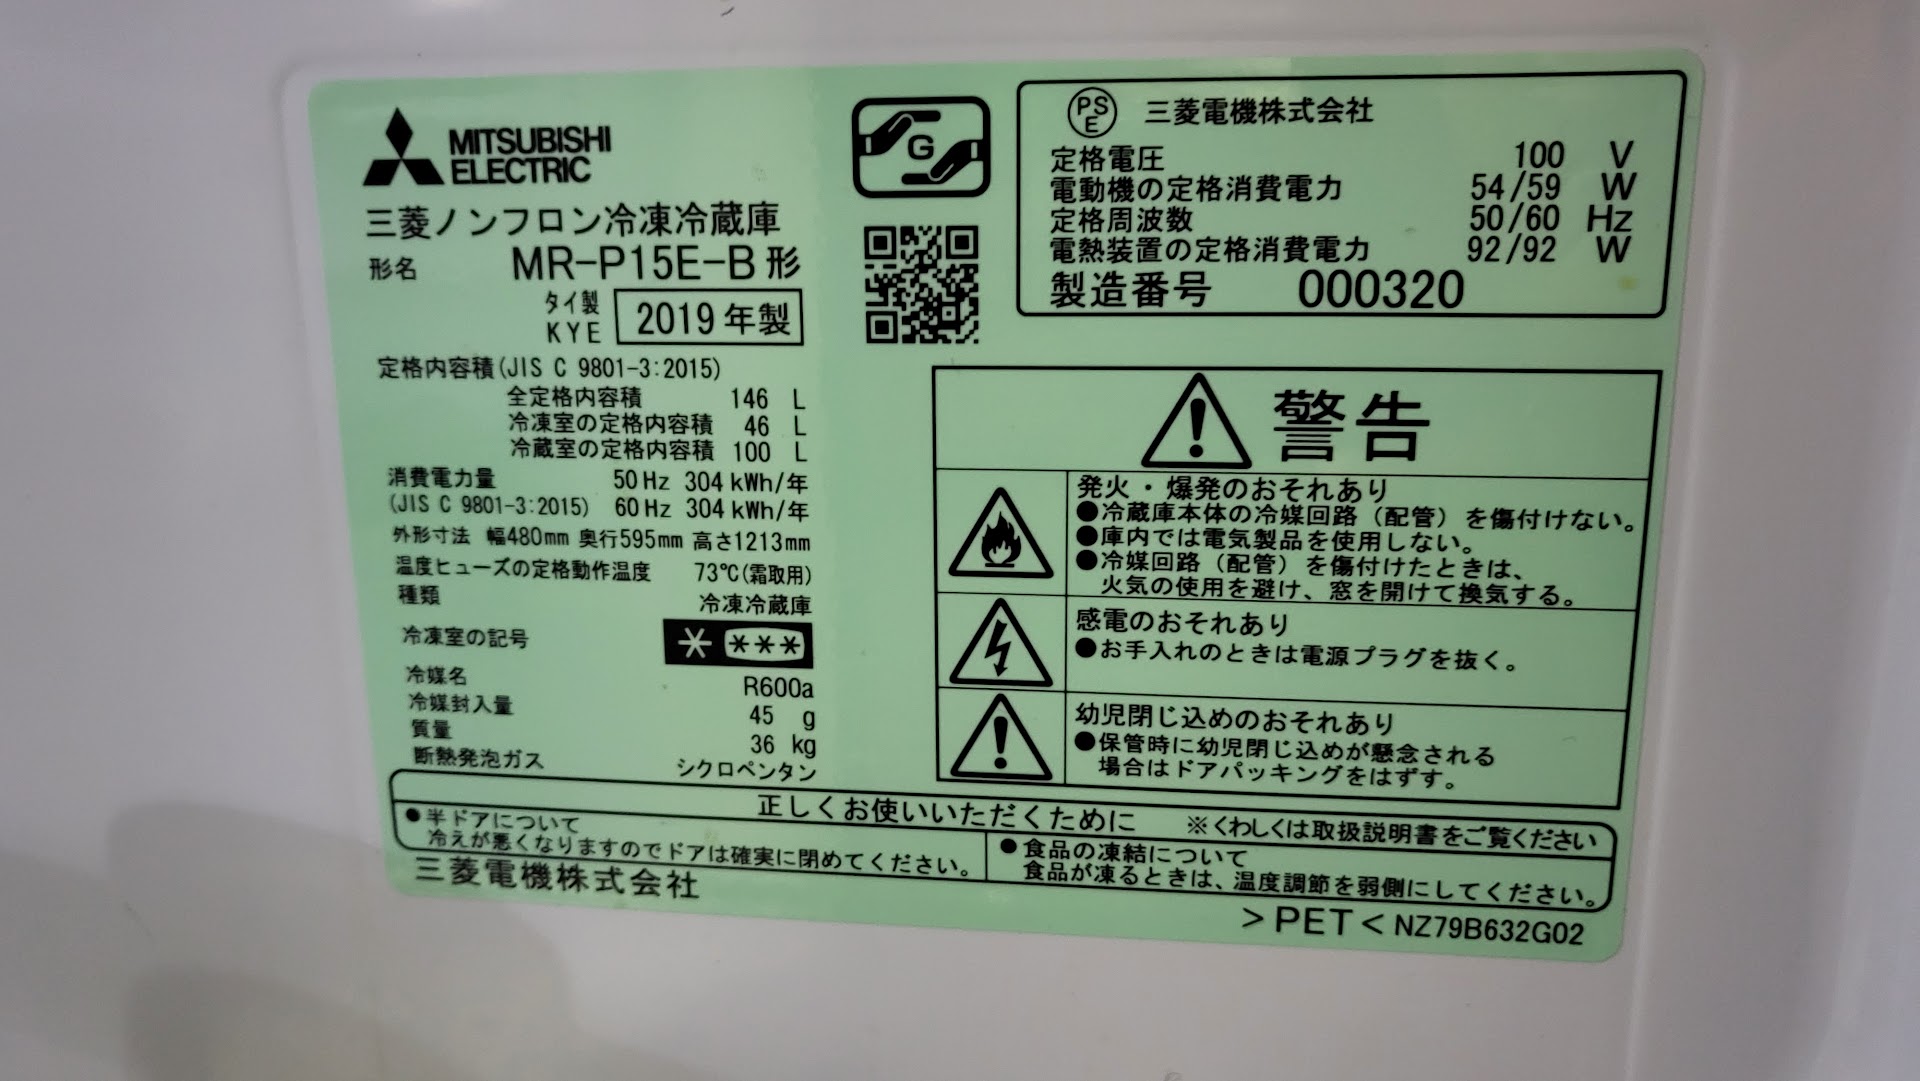 MITSUBISHI
ELECTRIC
三菱ノンフロン冷凍冷蔵庫
形名 MR-P15E-B形
タイ製
KYE 2019年製
定格内容積(JIS C 9801-3:2015)
全定格内容積 146 L
冷凍室の定格内容積 46 L
冷蔵室の定格内容積 100 L
消費電力量 50Hz 304kWh/年
(JIS C 9801-3:2015) 60Hz 304kWh/年
外形寸法 幅480mm 奥行595mm 高さ1213mm
温度ヒューズの定格動作温度 73℃(霜取用)
種類 冷凍冷蔵庫
冷凍室の記号 * ***
冷媒名 R600a
冷媒封入量 45 g
質量 36 kg
断熱発泡ガス シクロペンタン
G
PSE 三菱電機株式会社
定格電圧 100 V
電動機の定格消費電力 54/59 W
定格周波数 50/60 Hz
電熱装置の定格消費電力 92/92 W
製造番号 000320
警告
発火・爆発のおそれあり
●冷蔵庫本体の冷媒回路（配管）を傷付けない。
●庫内では電気製品を使用しない。
●冷媒回路（配管）を傷付けたときは、
火気の使用を避け、窓を開けて換気する。
感電のおそれあり
●お手入れのときは電源プラグを抜く。
幼児閉じ込めのおそれあり
●保管時に幼児閉じ込めが懸念される
場合はドアパッキングをはずす。
正しくお使いいただくために ※くわしくは取扱説明書をご覧ください
●半ドアについて
冷えが悪くなりますのでドアは確実に閉めてください。
●食品の凍結について
食品が凍るときは、温度調節を弱側にしてください。
三菱電機株式会社
>PET< NZ79B632G02